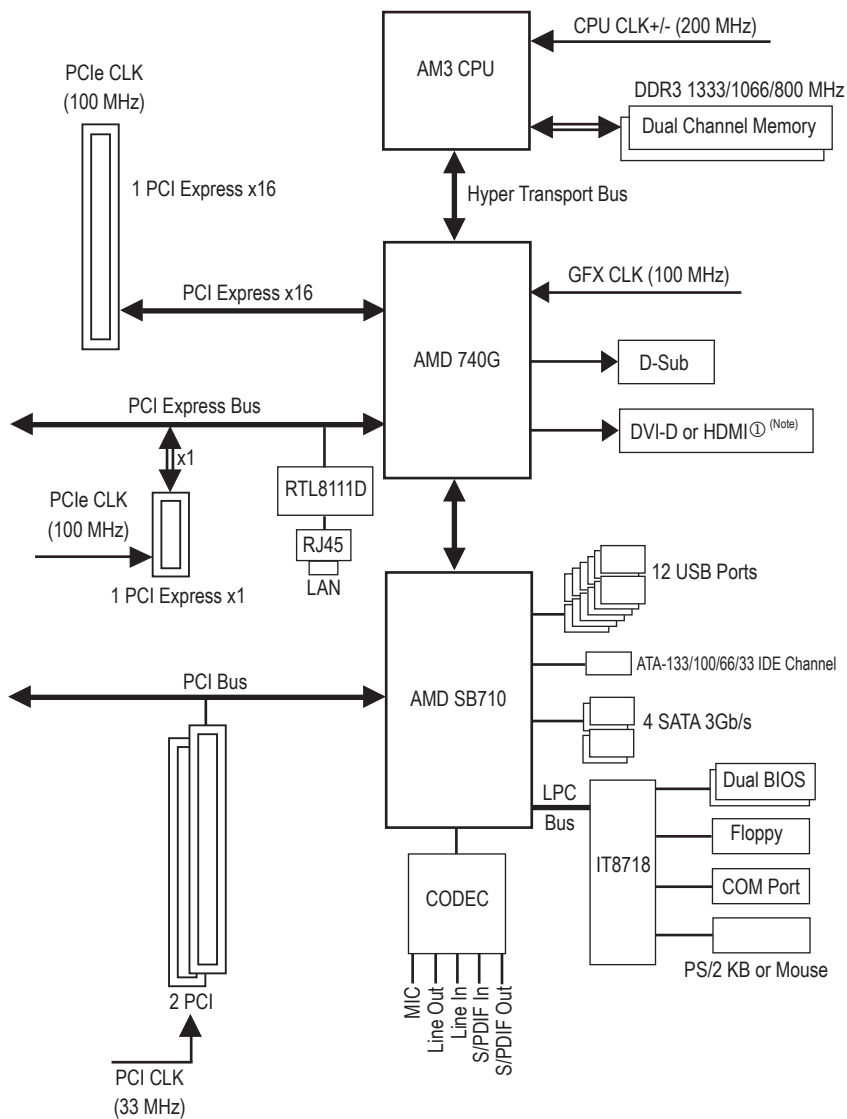 CPU CLK+/- (200 MHz)
AM3 CPU
PCIe CLK
(100 MHz)
DDR3 1333/1066/800 MHz
Dual Channel Memory
1 PCI Express x16
Hyper Transport Bus
GFX CLK (100 MHz)
PCI Express x16
AMD 740G
D-Sub
PCI Express Bus
DVI-D or HDMI① (Note)
x1
RTL8111D
PCIe CLK
(100 MHz)
RJ45
LAN
1 PCI Express x1
12 USB Ports
ATA-133/100/66/33 IDE Channel
PCI Bus
AMD SB710
4 SATA 3Gb/s
LPC
Bus
Dual BIOS
Floppy
IT8718
COM Port
CODEC
PS/2 KB or Mouse
MIC
Line Out
Line In
S/PDIF In
S/PDIF Out
2 PCI
PCI CLK
(33 MHz)